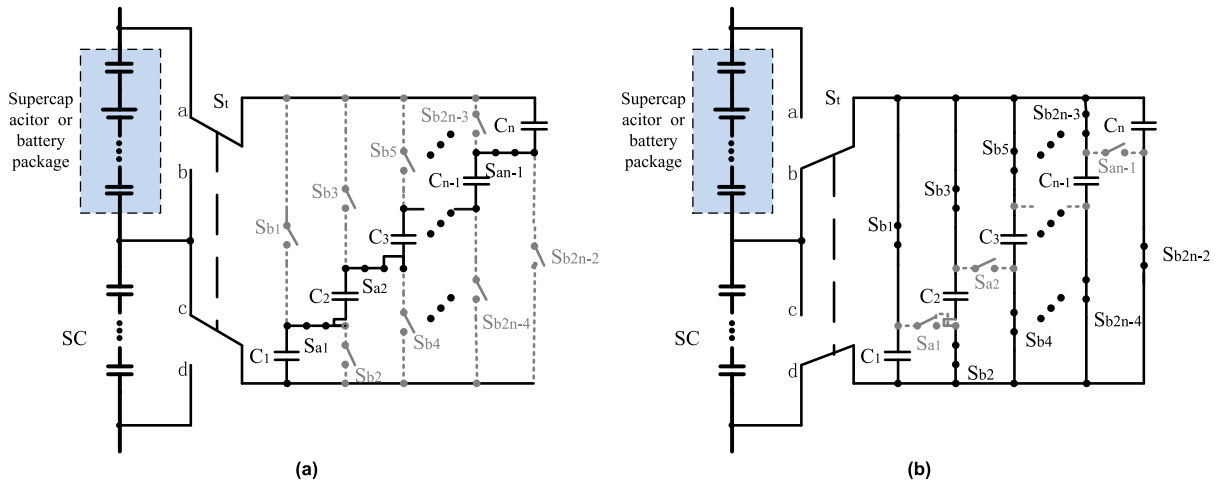 Supercap
acitor or
battery
package
SC
a
b
c
d
St
Sb1
Sb3
Sb5
Sb2n-3
Cn
San-1
Cn-1
C3
Sa2
C2
Sa1
C1
Sb2
Sb4
Sb2n-4
Sb2n-2
(a)
Supercap
acitor or
battery
package
SC
a
b
c
d
St
Sb1
Sb3
Sb5
Sb2n-3
Cn
San-1
Cn-1
C3
Sa2
C2
Sa1
C1
Sb2
Sb4
Sb2n-4
Sb2n-2
(b)